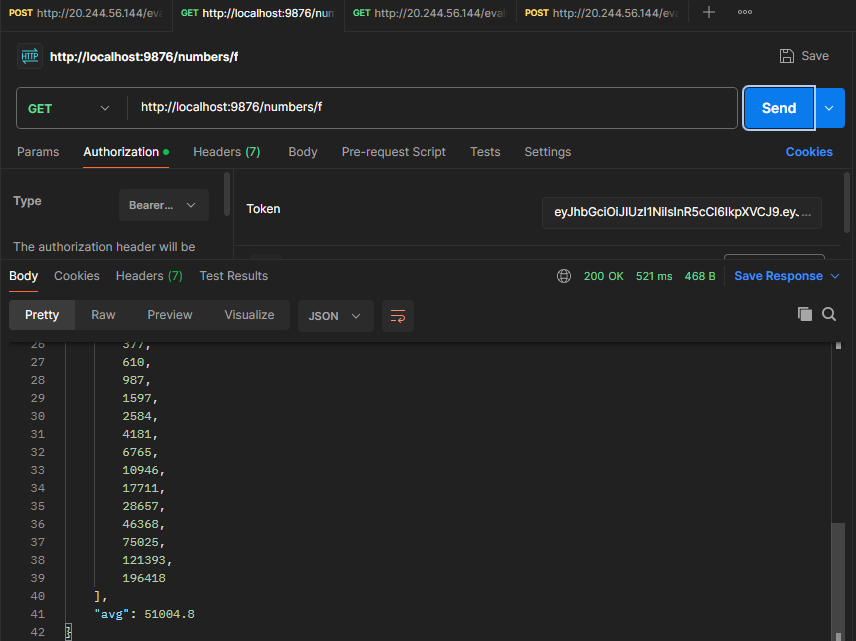 POST http://20.244.56.144/eva
GET http://localhost:9876/num
GET http://20.244.56.144/eval
POST http://20.244.56.144/eva
HTTP http://localhost:9876/numbers/f
Save
GET
http://localhost:9876/numbers/f
Send
Params
Authorization
Headers (7)
Body
Pre-request Script
Tests
Settings
Cookies
Type
Bearer...
The authorization header will be
Token
eyJhbGciOiJIUzI1NiIsInR5cCI6IkpXVCJ9.eyJ...
Body
Cookies
Headers (7)
Test Results
200 OK
521 ms
468 B
Save Response
Pretty
Raw
Preview
Visualize
JSON
26 377,
27 610,
28 987,
29 1597,
30 2584,
31 4181,
32 6765,
33 10946,
34 17711,
35 28657,
36 46368,
37 75025,
38 121393,
39 196418
40 ],
41 "avg": 51004.8
42 }